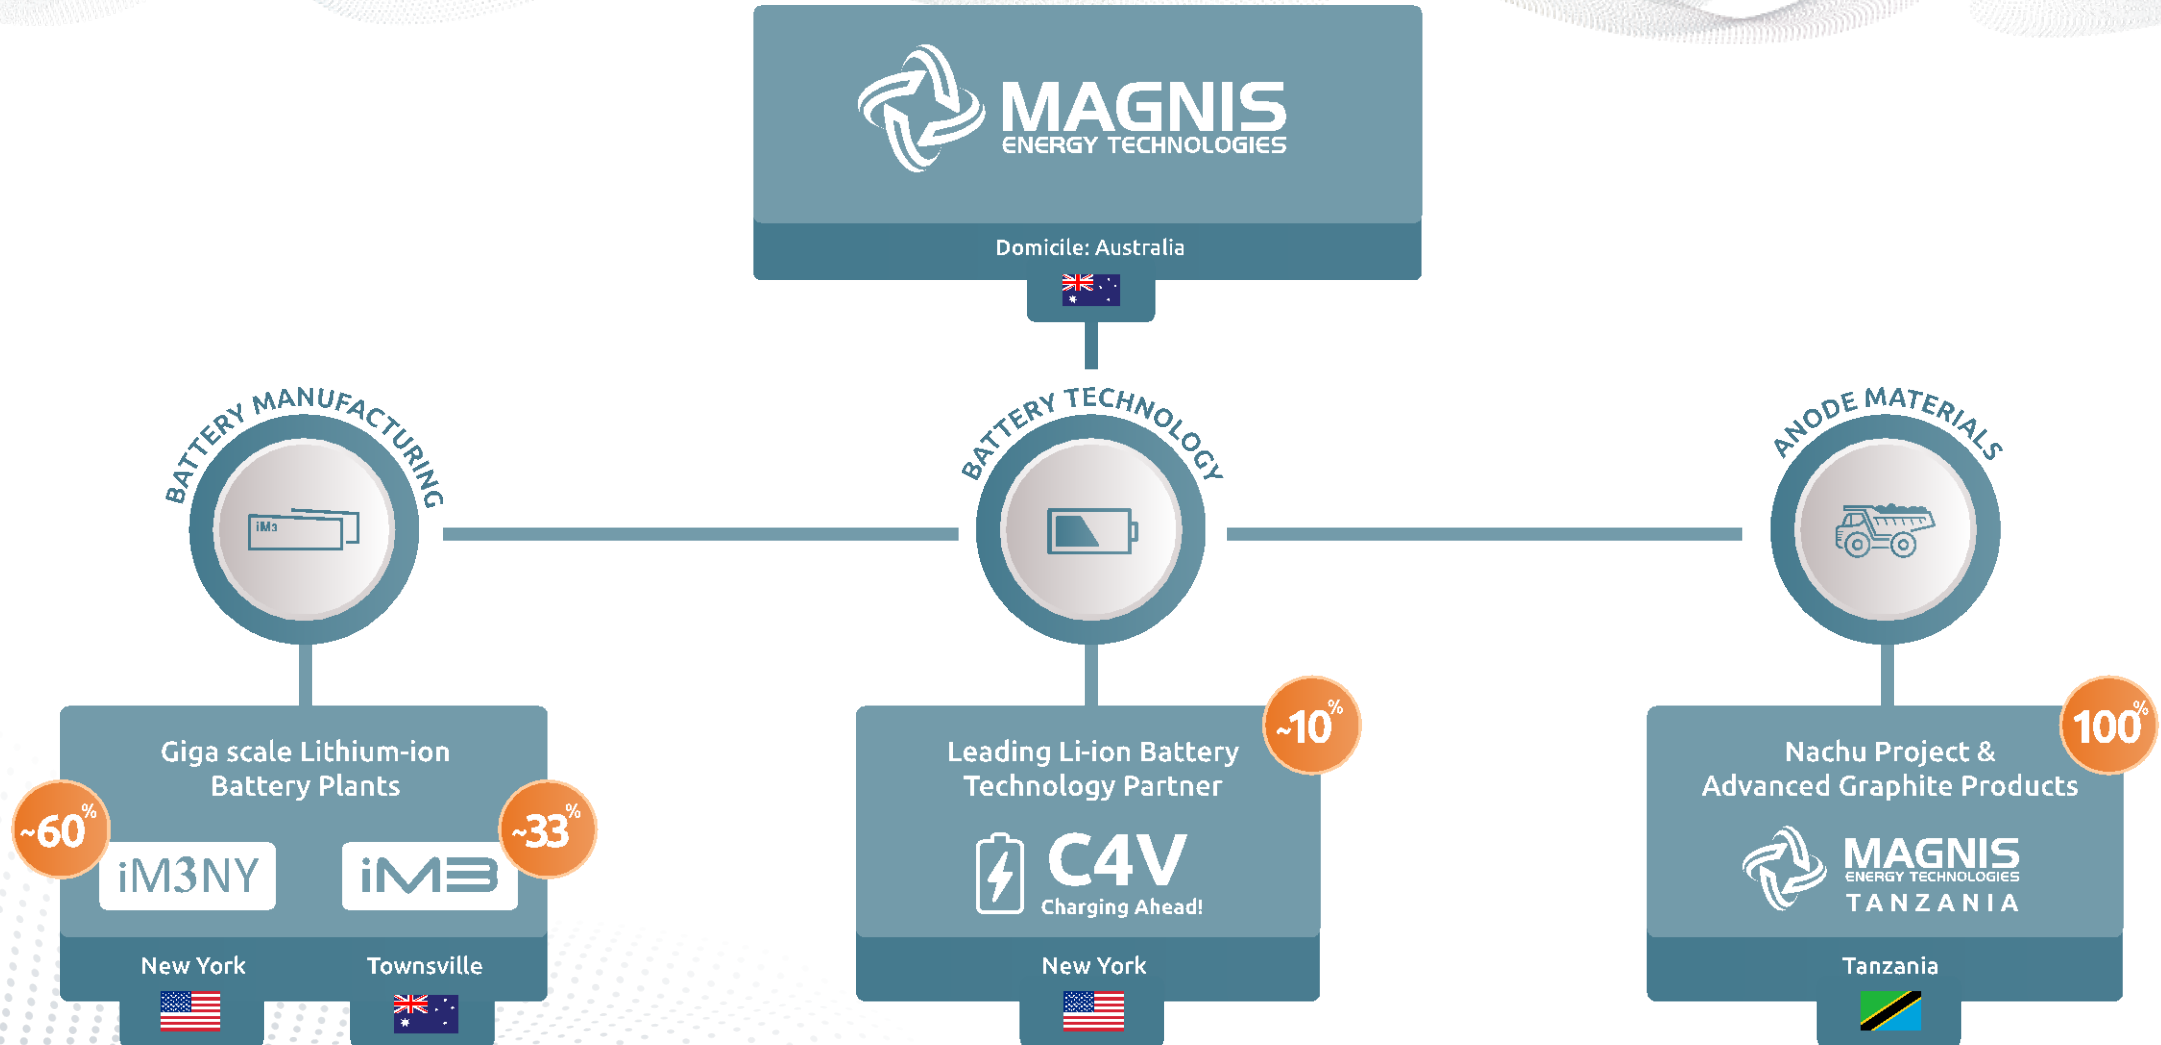 MAGNIS
ENERGY TECHNOLOGIES
Domicile: Australia
BATTERY MANUFACTURING
iM3
BATTERY TECHNOLOGY
ANODE MATERIALS
Giga scale Lithium-ion
Battery Plants
~60%
~33%
iM3NY
iM3
New York
Townsville
~10%
Leading Li-ion Battery
Technology Partner
C4V
Charging Ahead!
New York
100%
Nachu Project &
Advanced Graphite Products
MAGNIS
ENERGY TECHNOLOGIES
TANZANIA
Tanzania